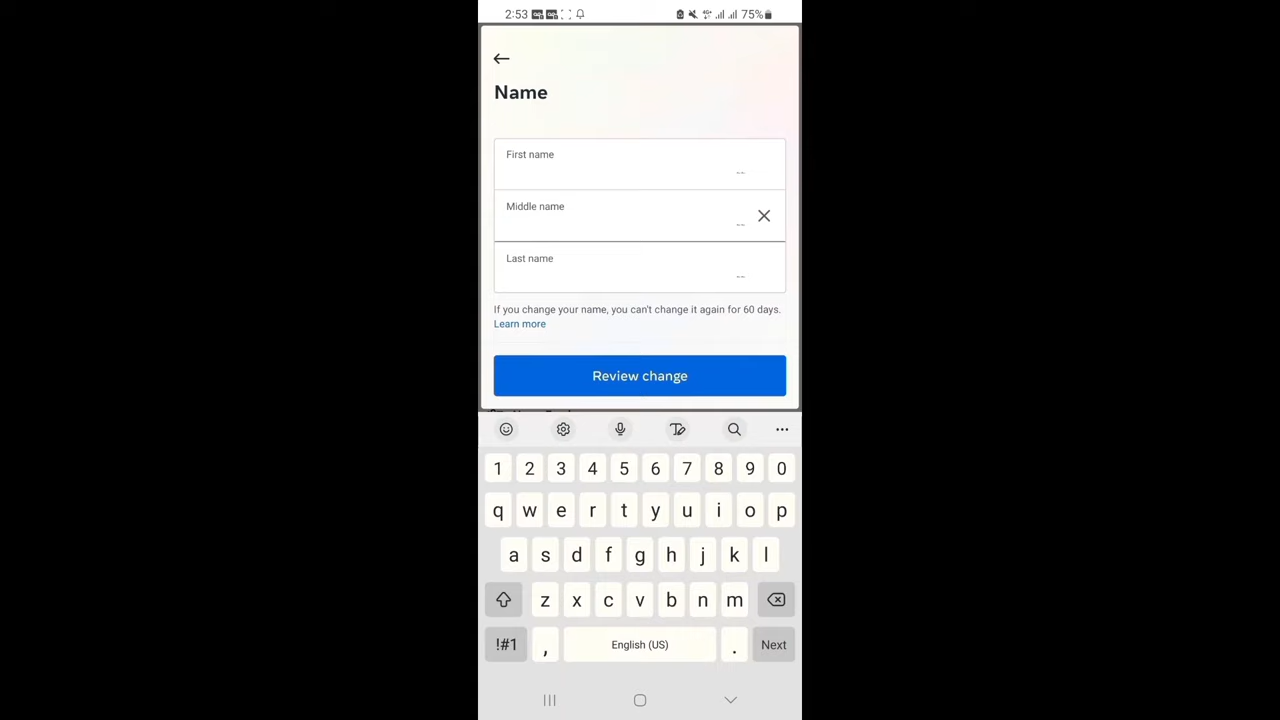 2:53
4G+
75%
Name
First name
--
Middle name
--
Last name
--
If you change your name, you can't change it again for 60 days.
Learn more
Review change
1 2 3 4 5 6 7 8 9 0
q w e r t y u i o p
a s d f g h j k l
z x c v b n m
!#1 , English (US) . Next